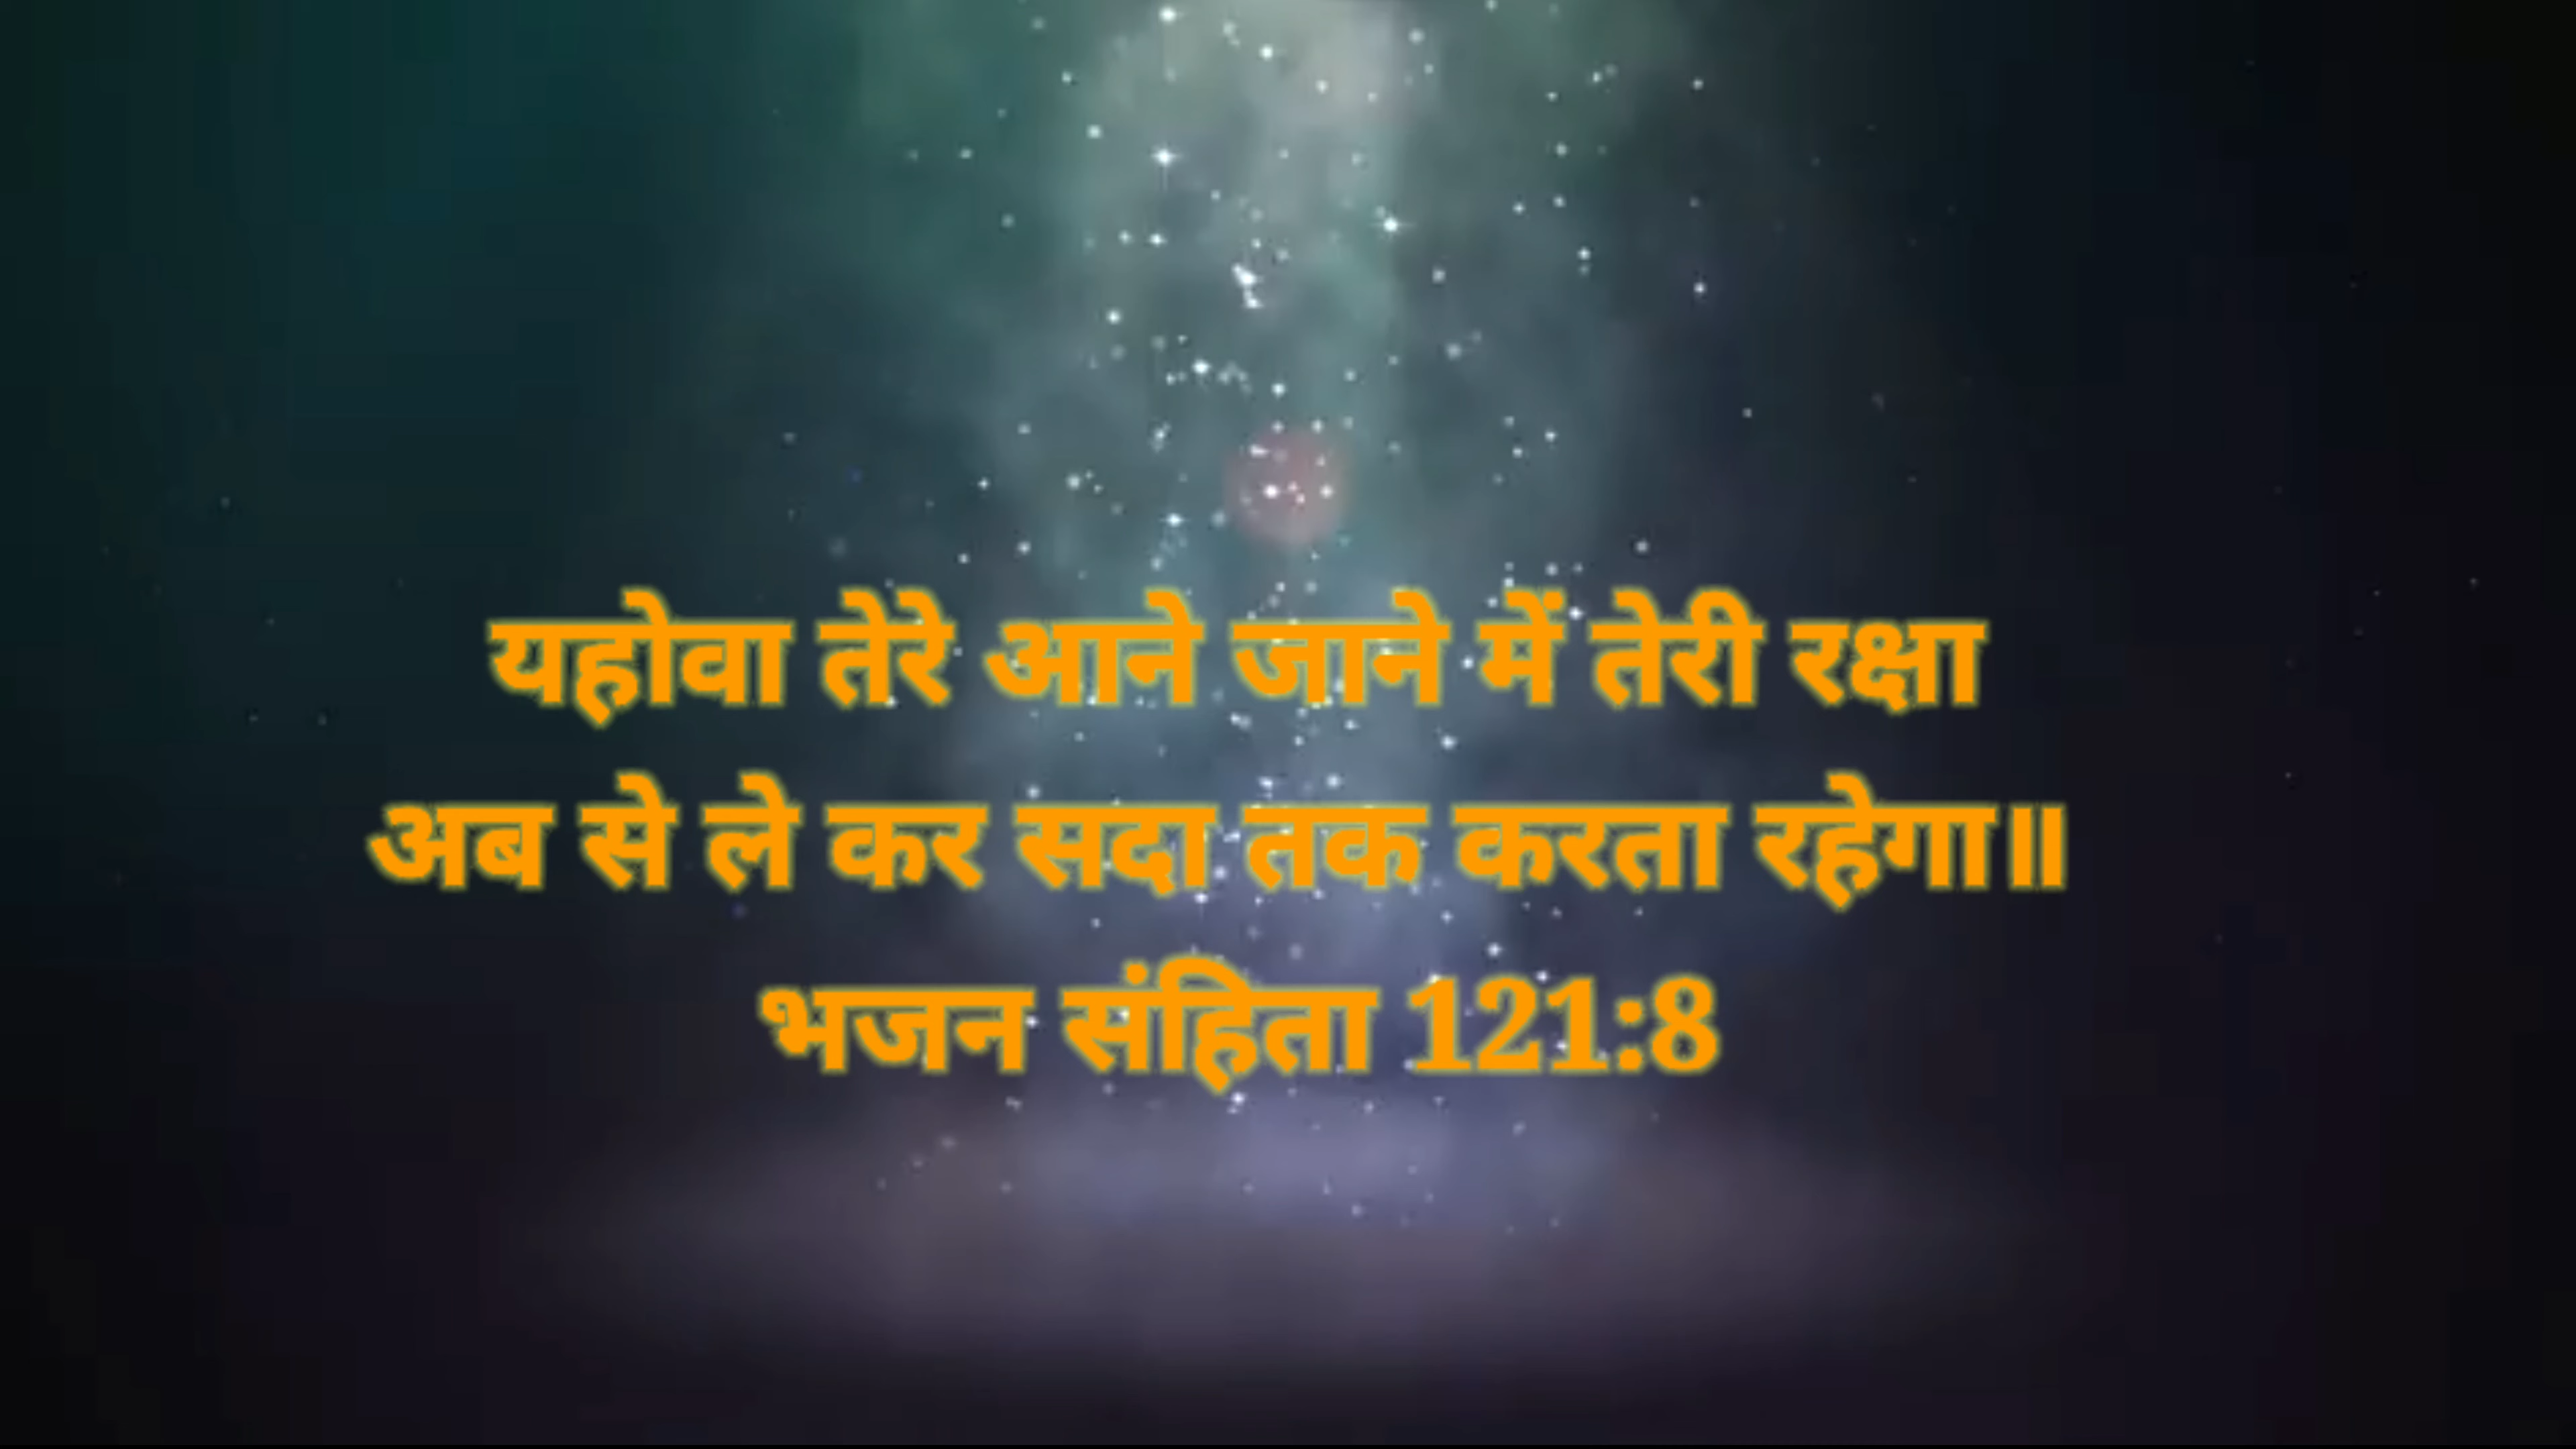 यहोवा तेरे आने जाने में तेरी रक्षा
अब से ले कर सदा तक करता रहेगा॥
भजन संहिता 121:8